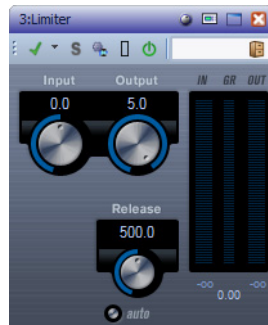 3:Limiter
S
Input Output IN GR OUT
0.0 5.0
Release
500.0
-oo -oo
0.00
auto